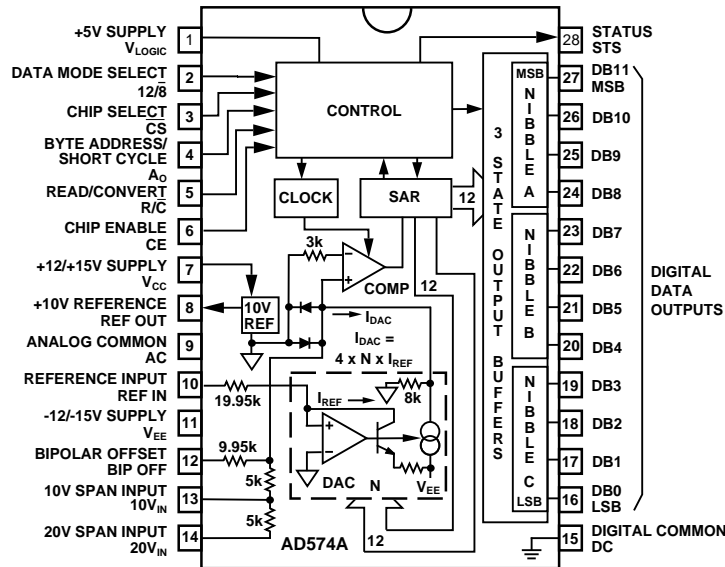 +5V SUPPLY
VLOGIC
1
DATA MODE SELECT
12/8̅
2
CHIP SELECT
C̅S̅
3
BYTE ADDRESS/
SHORT CYCLE
AO
4
READ/CONVERT
R/C̅
5
CHIP ENABLE
CE
6
+12/+15V SUPPLY
VCC
7
+10V REFERENCE
REF OUT
8
ANALOG COMMON
AC
9
REFERENCE INPUT
REF IN
10
-12/-15V SUPPLY
VEE
11
BIPOLAR OFFSET
BIP OFF
12
10V SPAN INPUT
10VIN
13
20V SPAN INPUT
20VIN
14
CONTROL
CLOCK
SAR
12
3k
−
+
COMP
12
10V
REF
IDAC
IDAC =
4 x N x IREF
19.95k
9.95k
5k
5k
IREF
8k
+
−
DAC
N
VEE
12
AD574A
3 STATE OUTPUT BUFFERS
MSB
NIBBLE A
NIBBLE B
NIBBLE C
LSB
28
STATUS
STS
27
DB11
MSB
26
DB10
25
DB9
24
DB8
23
DB7
22
DB6
21
DB5
20
DB4
19
DB3
18
DB2
17
DB1
16
DB0
LSB
15
DIGITAL COMMON
DC
DIGITAL
DATA
OUTPUTS